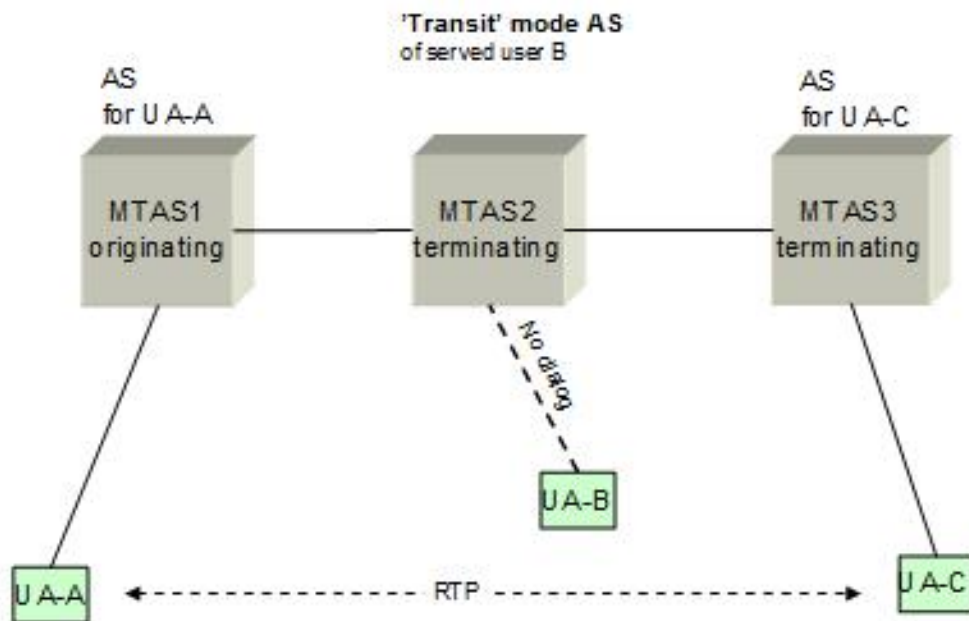 'Transit' mode AS
of served user B
AS
for UA-A
AS
for UA-C
MTAS1
originating
MTAS2
terminating
MTAS3
terminating
No dialog
UA-B
UA-A
RTP
UA-C